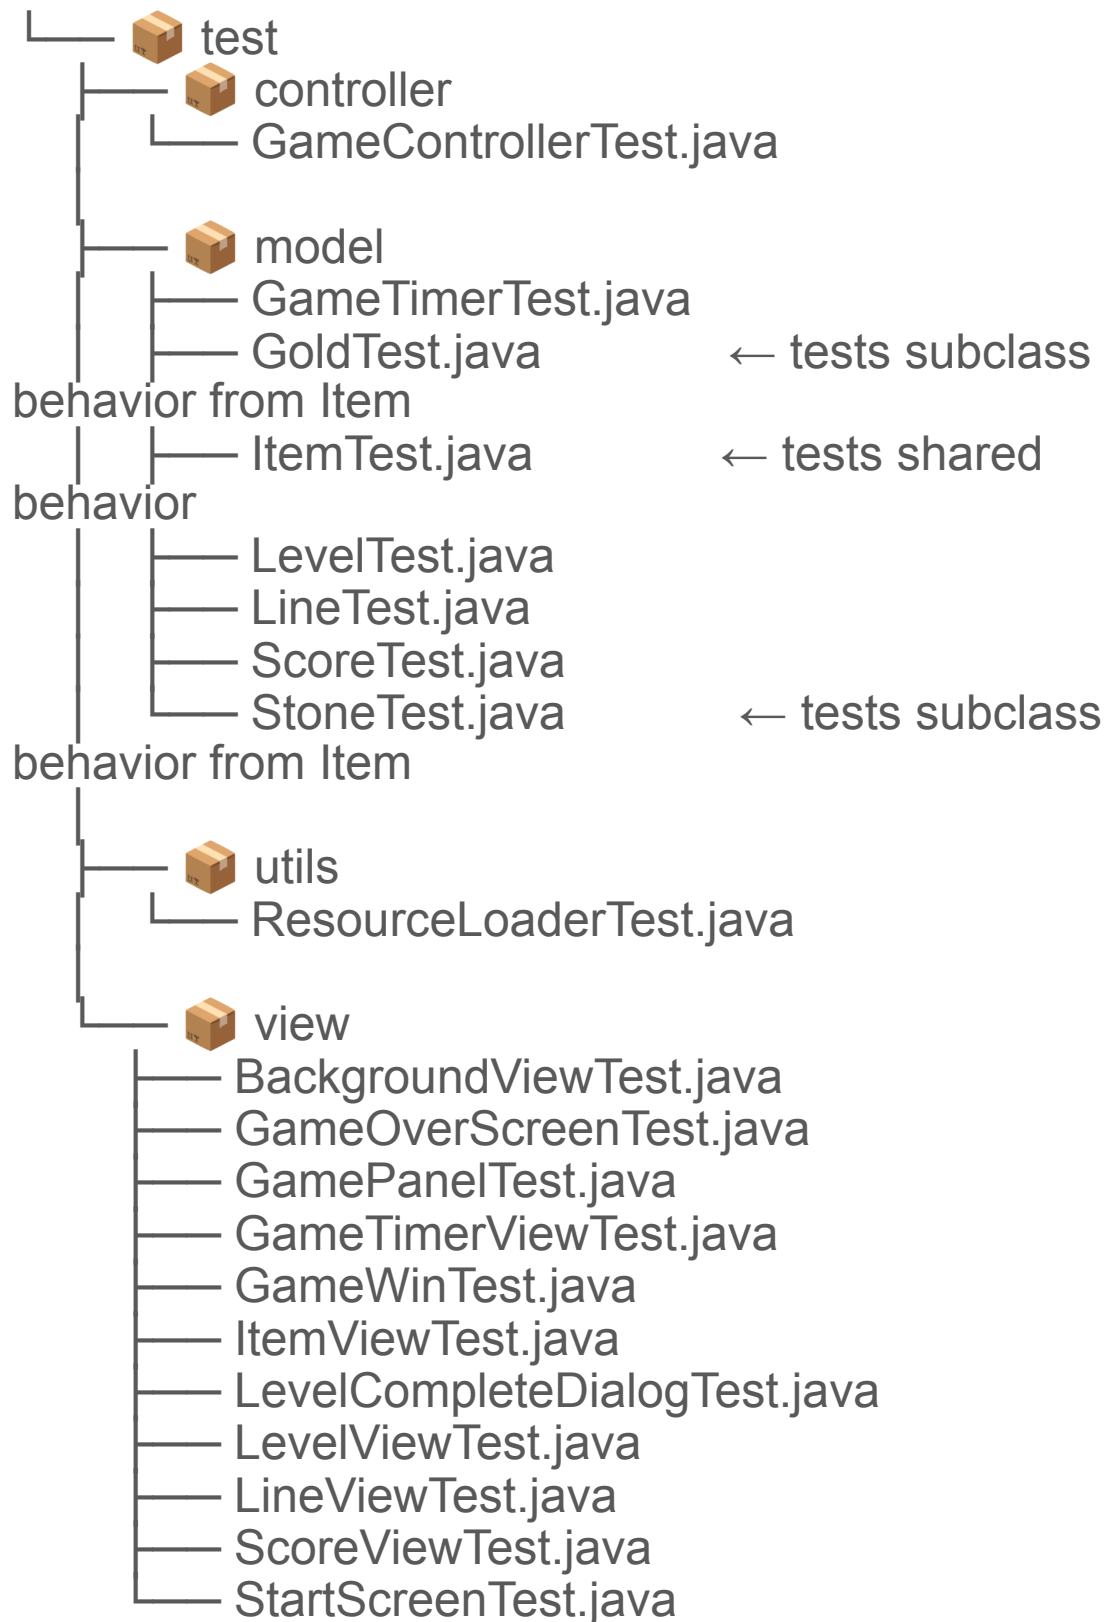 └── 📦 test
├── 📦 controller
│ └── GameControllerTest.java
│
├── 📦 model
│ ├── GameTimerTest.java
│ ├── GoldTest.java ← tests subclass
behavior from Item
│ ├── ItemTest.java ← tests shared
behavior
│ ├── LevelTest.java
│ ├── LineTest.java
│ ├── ScoreTest.java
│ └── StoneTest.java ← tests subclass
behavior from Item
│
├── 📦 utils
│ └── ResourceLoaderTest.java
│
└── 📦 view
├── BackgroundViewTest.java
├── GameOverScreenTest.java
├── GamePanelTest.java
├── GameTimerViewTest.java
├── GameWinTest.java
├── ItemViewTest.java
├── LevelCompleteDialogTest.java
├── LevelViewTest.java
├── LineViewTest.java
├── ScoreViewTest.java
└── StartScreenTest.java